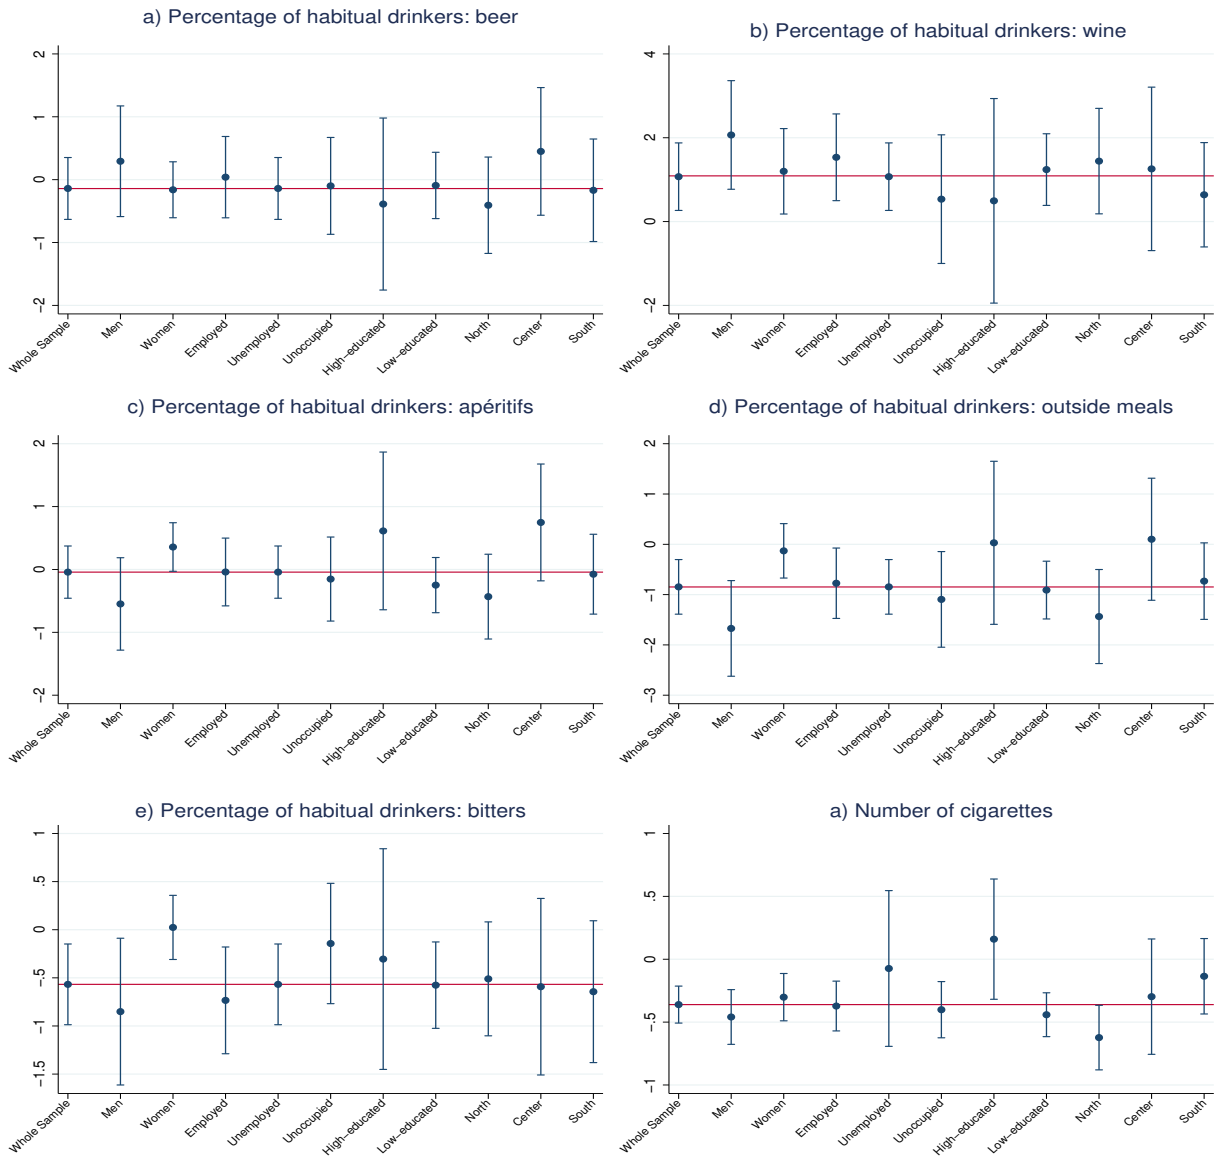 a) Percentage of habitual drinkers: beer
2
1
0
−1
−2
Whole Sample
Men
Women
Employed
Unemployed
Unoccupied
High−educated
Low−educated
North
Center
South
b) Percentage of habitual drinkers: wine
4
2
0
−2
Whole Sample
Men
Women
Employed
Unemployed
Unoccupied
High−educated
Low−educated
North
Center
South
c) Percentage of habitual drinkers: apéritifs
2
1
0
−1
−2
Whole Sample
Men
Women
Employed
Unemployed
Unoccupied
High−educated
Low−educated
North
Center
South
d) Percentage of habitual drinkers: outside meals
2
1
0
−1
−2
−3
Whole Sample
Men
Women
Employed
Unemployed
Unoccupied
High−educated
Low−educated
North
Center
South
e) Percentage of habitual drinkers: bitters
1
.5
0
−.5
−1
−1.5
Whole Sample
Men
Women
Employed
Unemployed
Unoccupied
High−educated
Low−educated
North
Center
South
a) Number of cigarettes
1
.5
0
−.5
−1
Whole Sample
Men
Women
Employed
Unemployed
Unoccupied
High−educated
Low−educated
North
Center
South